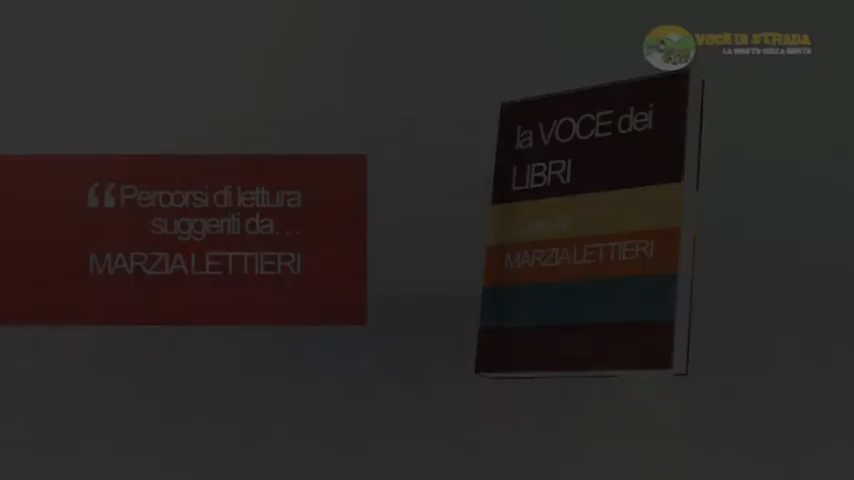 VOCE DI STRADA
la VOCE dei
LIBRI
MARZIA LETTIERI
“ Percorsi di lettura
suggeriti da...
MARZIA LETTIERI